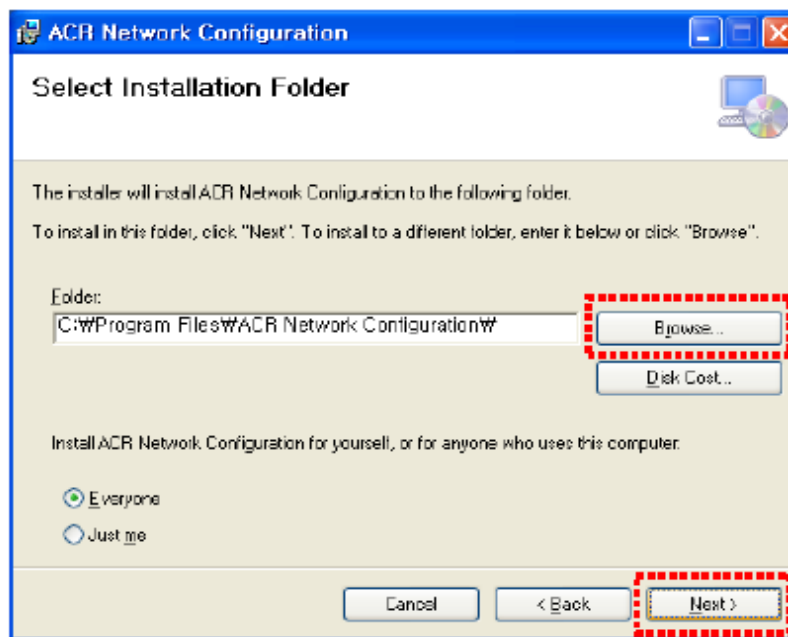 ACR Network Configuration
Select Installation Folder
The installer will install ACR Network Configuration to the following folder.
To install in this folder, click "Next". To install to a different folder, enter it below or click "Browse".
Folder:
C:₩Program Files₩ACR Network Configuration₩
Browse...
Disk Cost...
Install ACR Network Configuration for yourself, or for anyone who uses this computer:
Everyone
Just me
Cancel
< Back
Next >